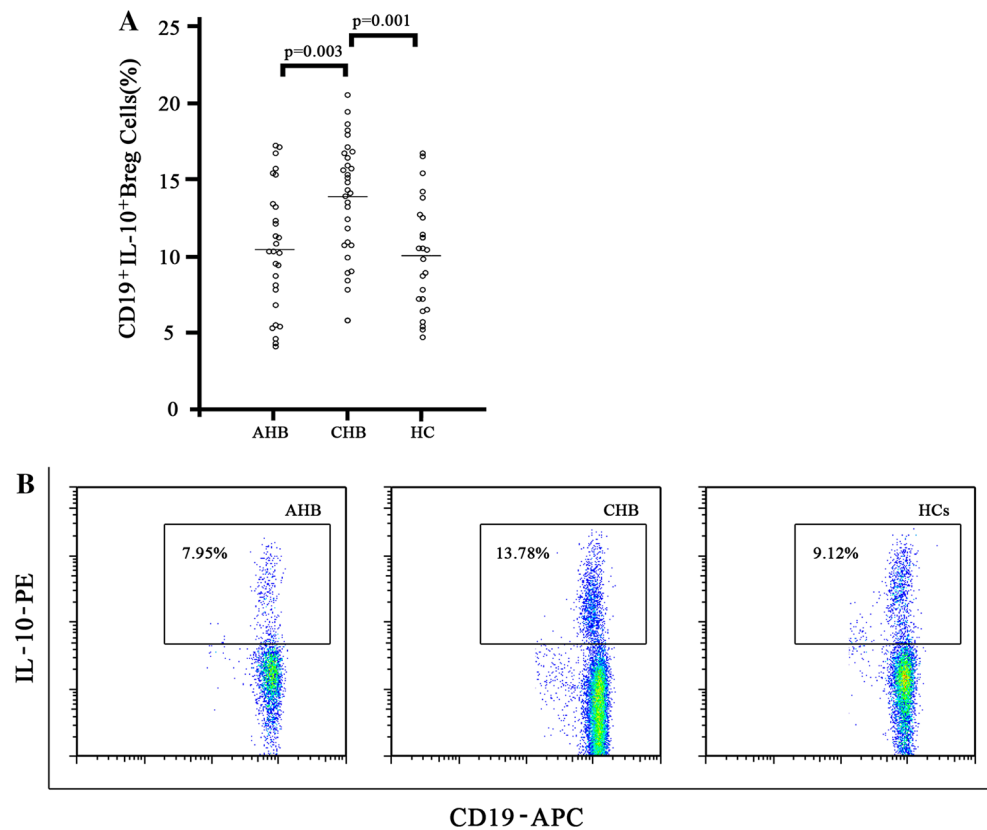 A
CD19+IL-10+Breg Cells(%)
25
20
15
10
5
0
p=0.003
p=0.001
AHB CHB HC
B
IL-10-PE
AHB
7.95%
CHB
13.78%
HCs
9.12%
CD19-APC